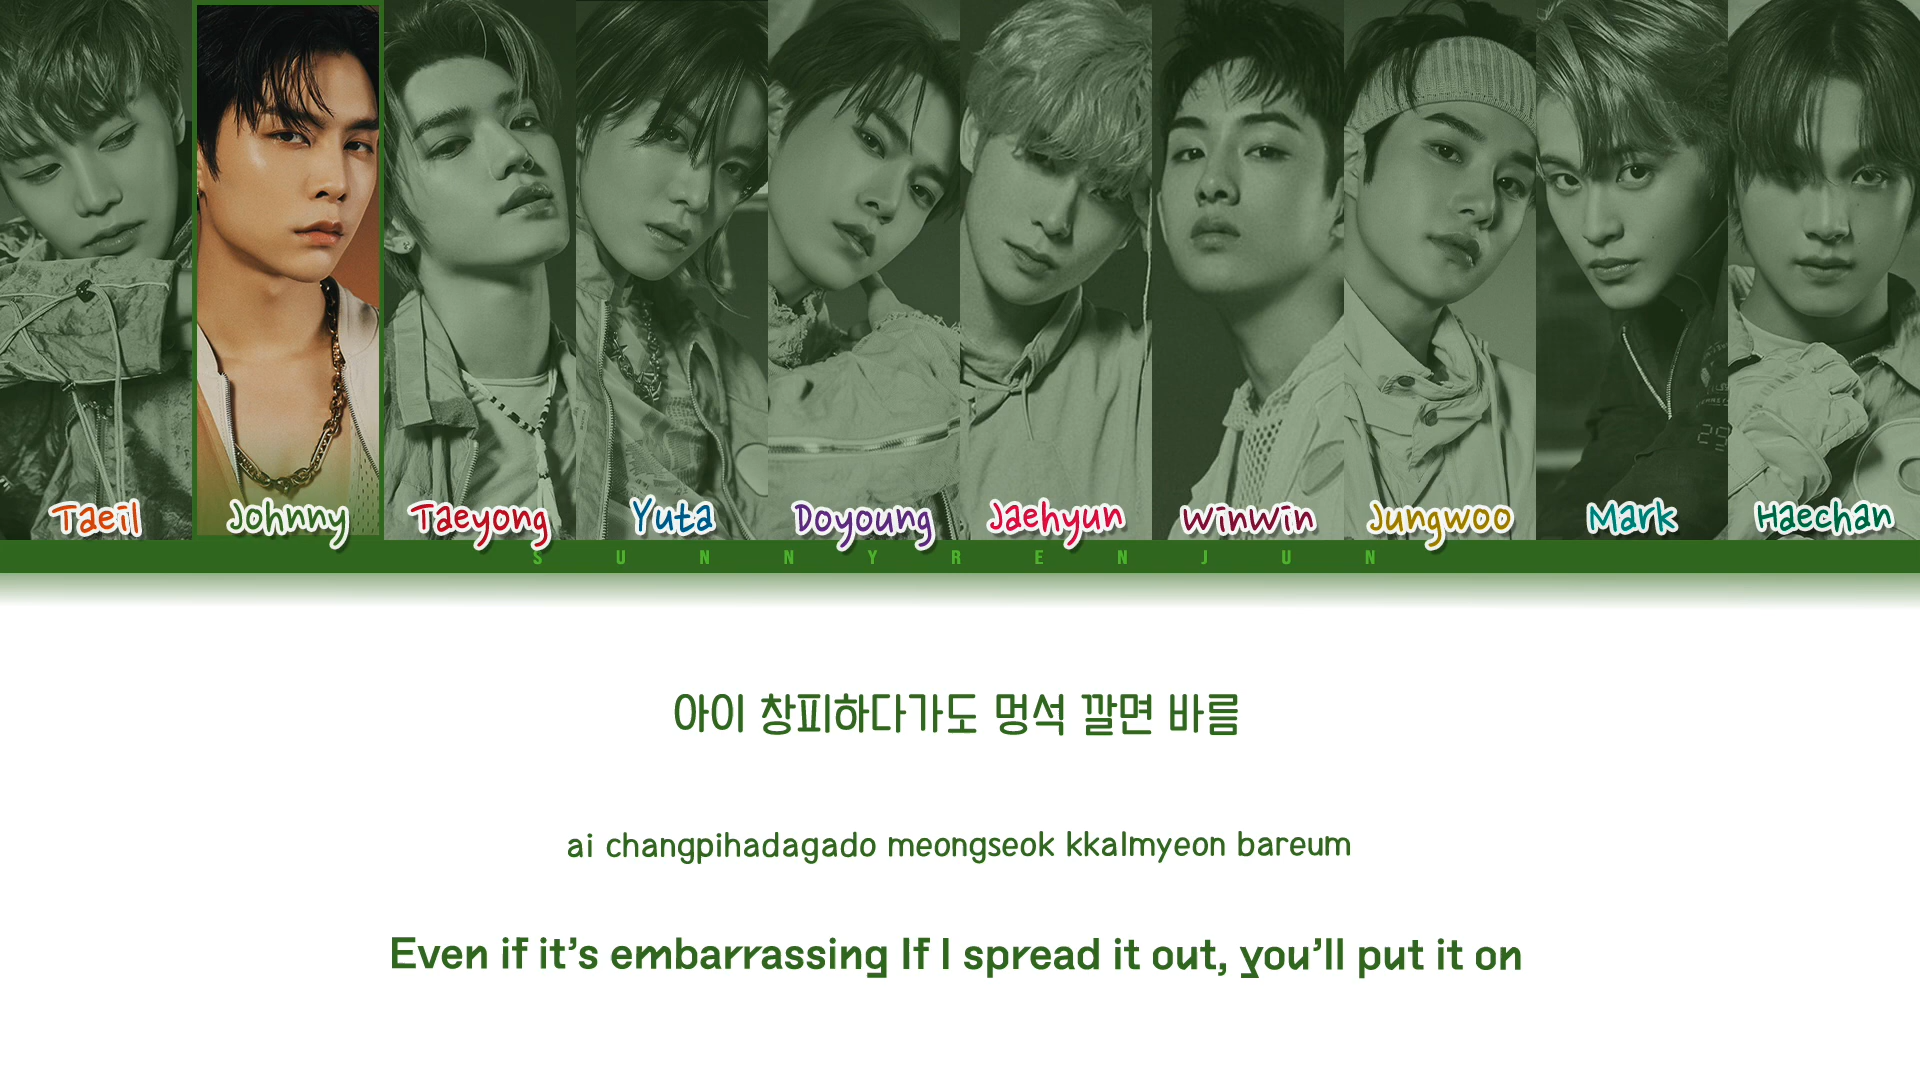 Taeil Johnny Taeyong Yuta Doyoung Jaehyun WinWin Jungwoo Mark Haechan
SUNNYRENJUN
아이 창피하다가도 멍석 깔면 바름
ai changpihadagado meongseok kkalmyeon bareum
Even if it's embarrassing If I spread it out, you'll put it on